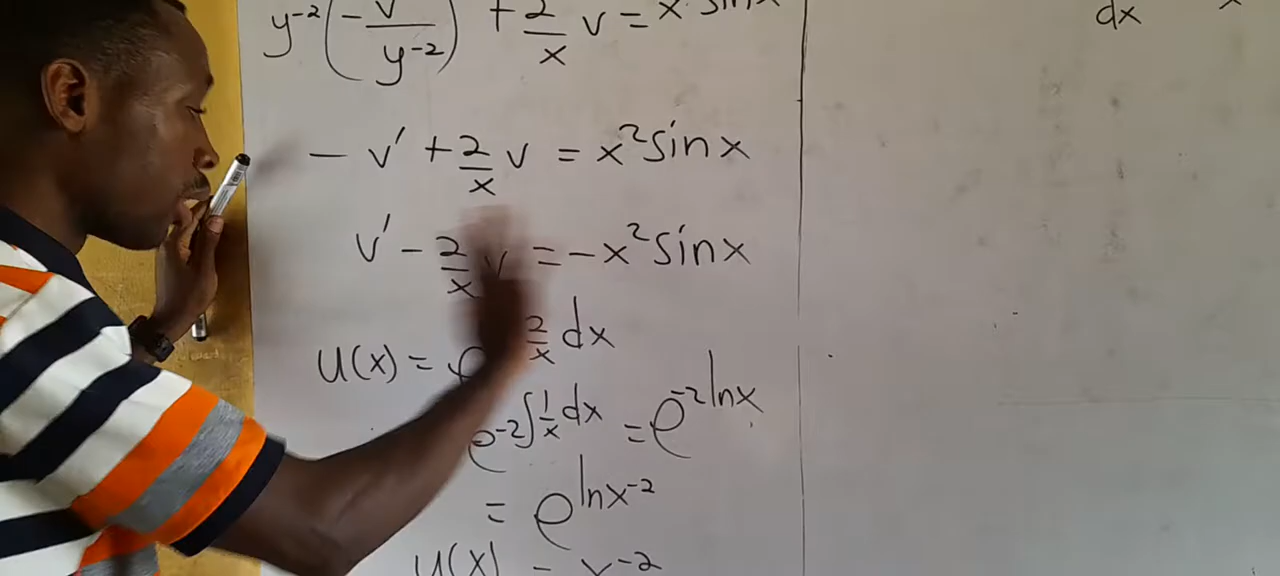 y⁻²(-v/y⁻²) + 2/x v = x² sinx
dx x
- v' + 2/x v = x² sinx
v' - 2/x v = -x² sinx
U(x) = e 2/x dx
e^(-2∫1/x dx) = e^(-2lnx)
= e^(lnx⁻²)
U(x) = x⁻²